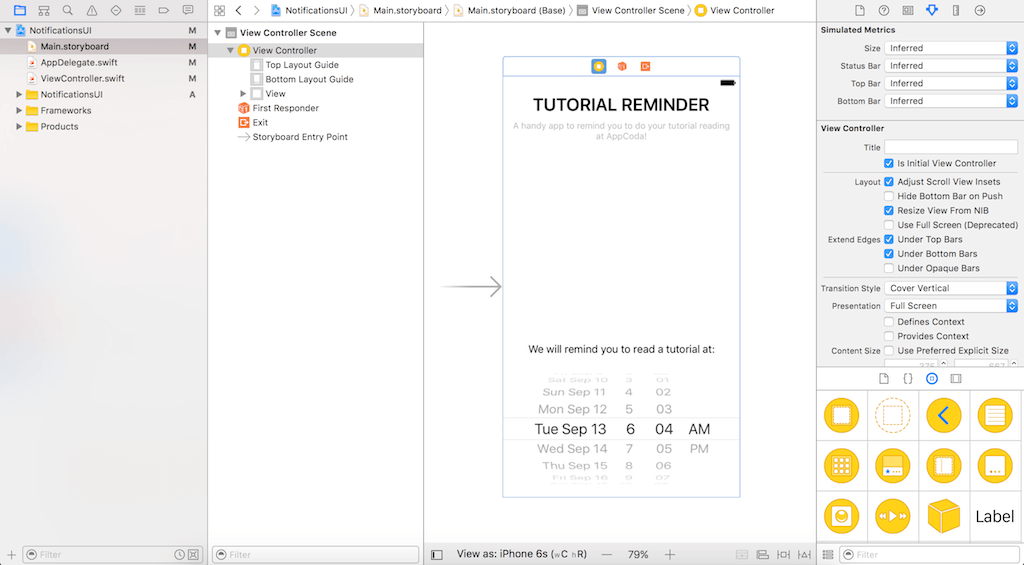 NotificationsUI M
Main.storyboard M
AppDelegate.swift M
ViewController.swift M
NotificationsUI A
Frameworks
Products
Filter
NotificationsUI Main.storyboard Main.storyboard (Base) View Controller Scene View Controller
View Controller Scene
View Controller
Top Layout Guide
Bottom Layout Guide
View
First Responder
Exit
Storyboard Entry Point
Filter
TUTORIAL REMINDER
A handy app to remind you to do your tutorial reading
at AppCoda!
We will remind you to read a tutorial at:
Sat Sep 10 3 01
Sun Sep 11 4 02
Mon Sep 12 5 03
Tue Sep 13 6 04 AM
Wed Sep 14 7 05 PM
Thu Sep 15 8 06
Fri Sep 16 9 07
View as: iPhone 6s (wC hR) — 79% +
Simulated Metrics
Size Inferred
Status Bar Inferred
Top Bar Inferred
Bottom Bar Inferred
View Controller
Title
Is Initial View Controller
Layout Adjust Scroll View Insets
Hide Bottom Bar on Push
Resize View From NIB
Use Full Screen (Deprecated)
Extend Edges Under Top Bars
Under Bottom Bars
Under Opaque Bars
Transition Style Cover Vertical
Presentation Full Screen
Defines Context
Provides Context
Content Size Use Preferred Explicit Size
Label
Filter